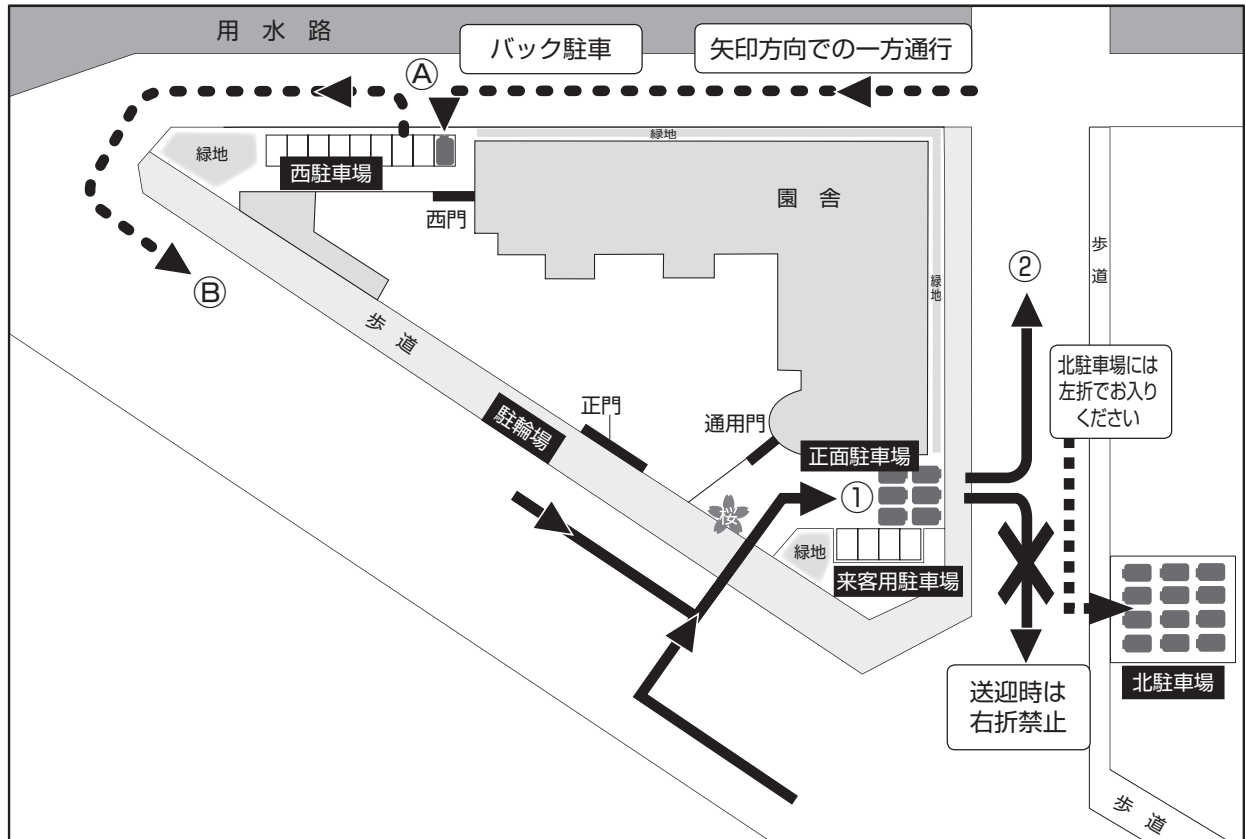 用水路
バック駐車
矢印方向での一方通行
Ⓐ
緑地
緑地
西駐車場
園舎
西門
歩道
②
緑地
Ⓑ
歩道
北駐車場には
左折でお入り
ください
正門
駐輪場
通用門
正面駐車場
①
桜
緑地
来客用駐車場
送迎時は
右折禁止
北駐車場
歩道